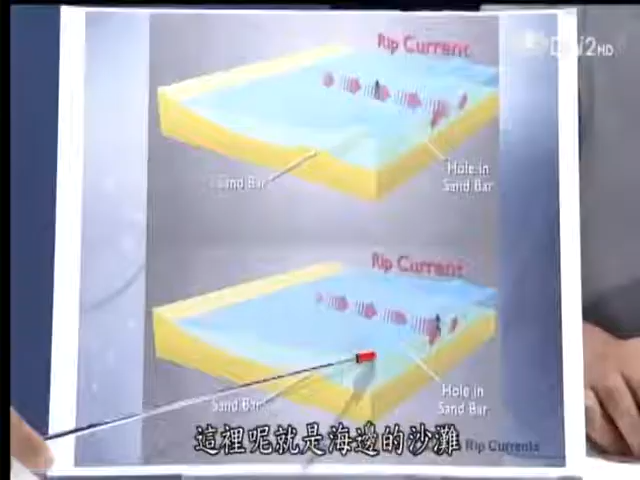 Rip Current
Sand Bar
Hole in
Sand Bar
Rip Current
Sand Bar
Hole in
Sand Bar
Rip Currents
這裡呢就是海邊的沙灘